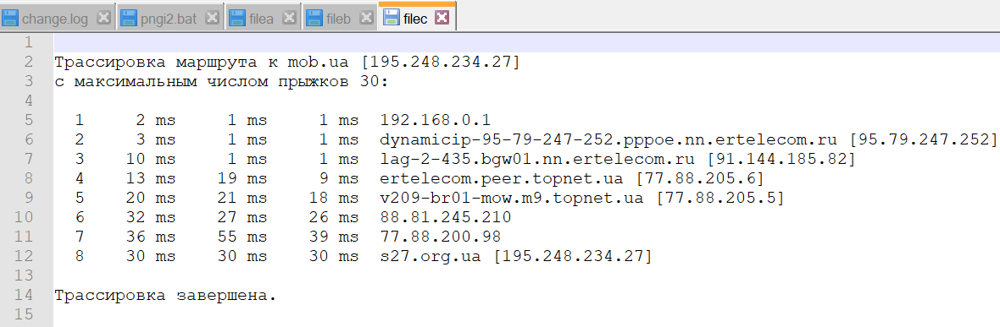 change.log pngi2.bat filea fileb filec
1
2 Трассировка маршрута к mob.ua [195.248.234.27]
3 с максимальным числом прыжков 30:
4
5 1 2 ms 1 ms 1 ms 192.168.0.1
6 2 3 ms 1 ms 1 ms dynamicip-95-79-247-252.pppoe.nn.ertelecom.ru [95.79.247.252]
7 3 10 ms 1 ms 1 ms lag-2-435.bgw01.nn.ertelecom.ru [91.144.185.82]
8 4 13 ms 19 ms 9 ms ertelecom.peer.topnet.ua [77.88.205.6]
9 5 20 ms 21 ms 18 ms v209-br01-mow.m9.topnet.ua [77.88.205.5]
10 6 32 ms 27 ms 26 ms 88.81.245.210
11 7 36 ms 55 ms 39 ms 77.88.200.98
12 8 30 ms 30 ms 30 ms s27.org.ua [195.248.234.27]
13
14 Трассировка завершена.
15